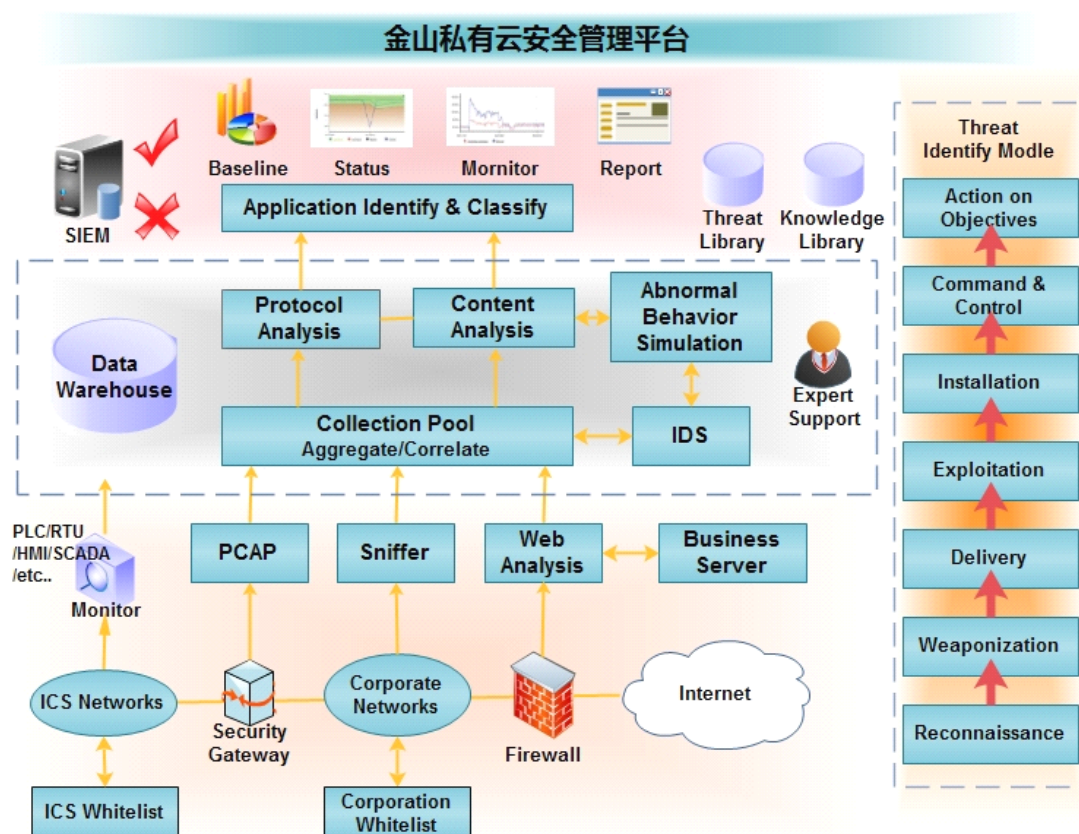 金山私有云安全管理平台
Baseline
Status
Mornitor
Report
SIEM
Application Identify & Classify
Threat
Library
Knowledge
Library
Data
Warehouse
Protocol
Analysis
Content
Analysis
Abnormal
Behavior
Simulation
Expert
Support
Collection Pool
Aggregate/Correlate
IDS
PLC/RTU
/HMI/SCADA
/etc..
Monitor
PCAP
Sniffer
Web
Analysis
Business
Server
ICS Networks
Security
Gateway
Corporate
Networks
Firewall
Internet
ICS Whitelist
Corporation
Whitelist
Threat
Identify Modle
Action on
Objectives
Command &
Control
Installation
Exploitation
Delivery
Weaponization
Reconnaissance